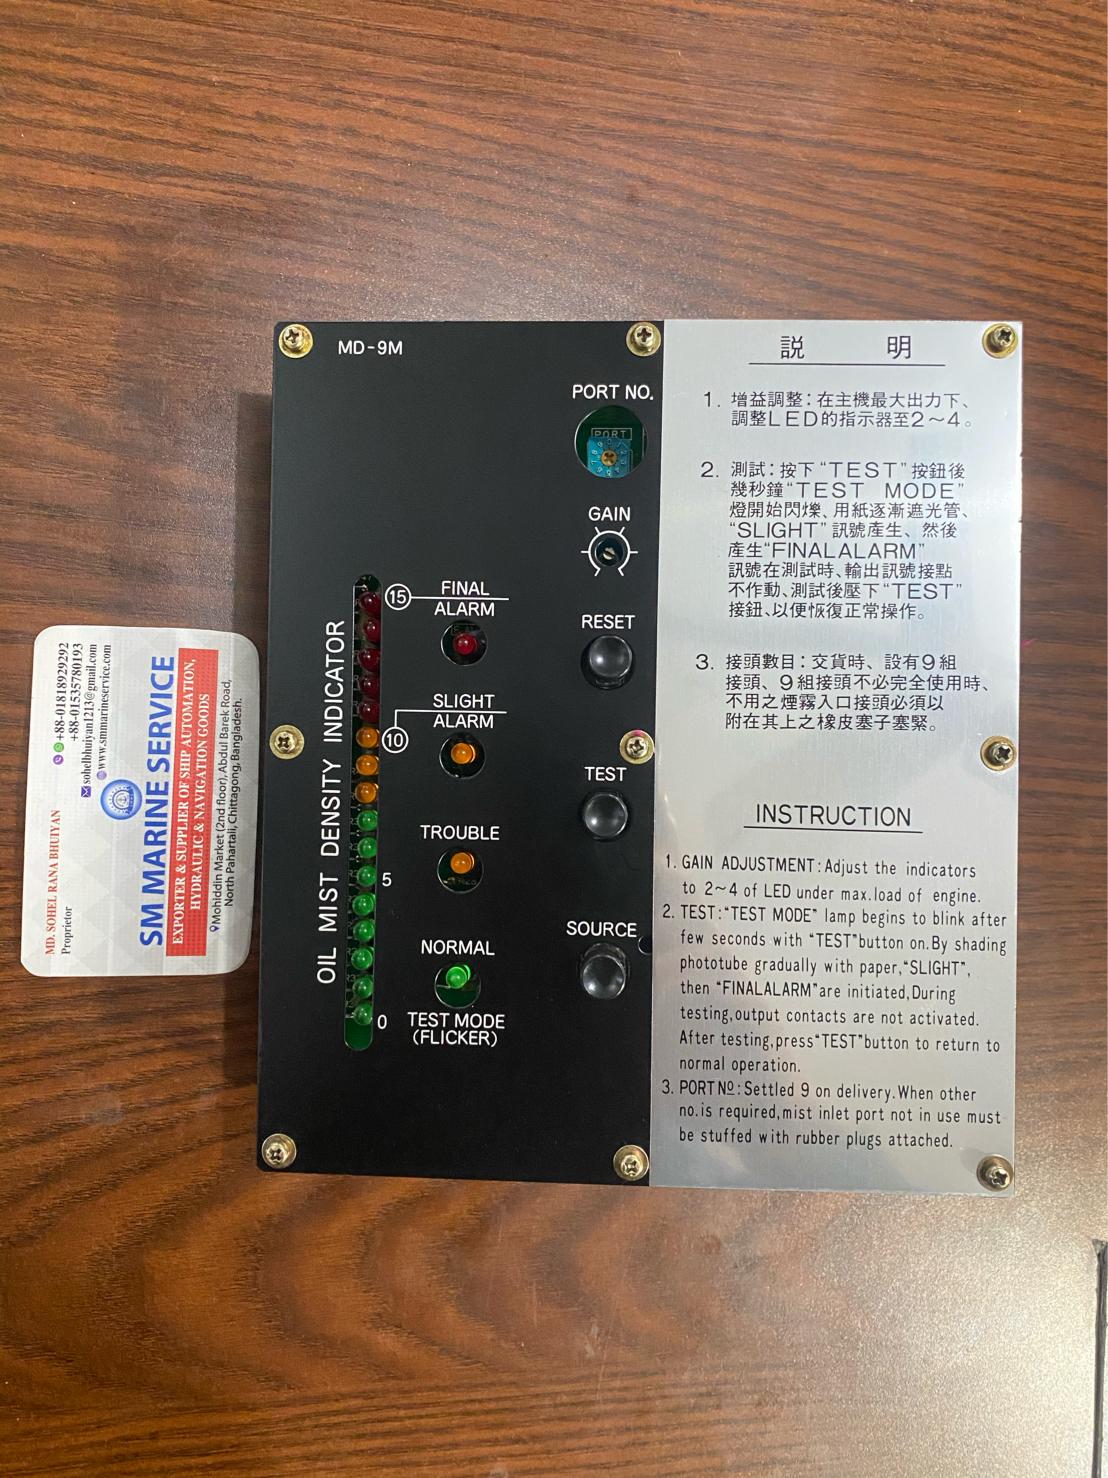 MD-9M
PORT NO.
PORT
GAIN
RESET
TEST
SOURCE
OIL MIST DENSITY INDICATOR
15
FINAL
ALARM
SLIGHT
ALARM
10
TROUBLE
5
NORMAL
0
TEST MODE
(FLICKER)
説 明
1. 增益調整：在主機最大出力下、
調整LED的指示器至2～4。
2. 測試：按下“TEST”按鈕後
幾秒鐘“TEST MODE”
燈開始閃爍、用紙逐漸遮光管、
“SLIGHT”訊號產生、然後
產生“FINALALARM”
訊號在測試時、輸出訊號接點
不作動、測試後壓下“TEST”
接鈕、以便恢復正常操作。
3. 接頭數目：交貨時、設有9組
接頭、9組接頭不必完全使用時、
不用之煙霧入口接頭必須以
附在其上之橡皮塞子塞緊。
INSTRUCTION
1. GAIN ADJUSTMENT:Adjust the indicators
to 2~4 of LED under max.load of engine.
2. TEST:“TEST MODE” lamp begins to blink after
few seconds with “TEST”button on.By shading
phototube gradually with paper,“SLIGHT”,
then “FINALALARM”are initiated,During
testing,output contacts are not activated.
After testing,press“TEST”button to return to
normal operation.
3. PORT Nº:Settled 9 on delivery.When other
no.is required,mist inlet port not in use must
be stuffed with rubber plugs attached.
MD. SOHEL RANA BHUIYAN
Proprietor
+88-01818929292
+88-01535780193
sohelbhuiyan1213@gmail.com
www.smmarineservice.com
SM MARINE SERVICE
EXPORTER & SUPPLIER OF SHIP AUTOMATION,
HYDRAULIC & NAVIGATION GOODS
Mohiddin Market (2nd floor), Abdul Barek Road,
North Pahartali, Chittagong, Bangladesh.